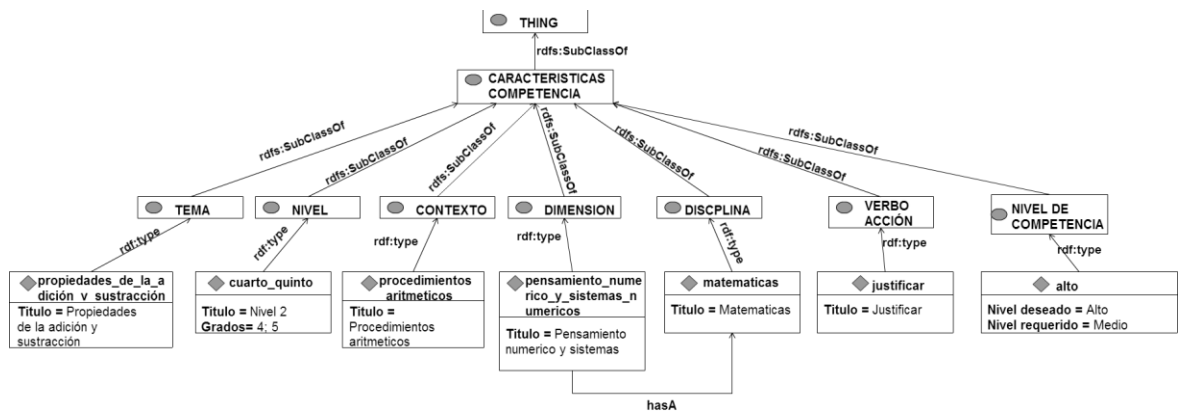 THING
rdfs:SubClassOf
CARACTERISTICAS
COMPETENCIA
rdfs:SubClassOf
rdfs:SubClassOf
rdfs:SubClassOf
rdfs:SubClassOf
rdfs:SubClassOf
rdfs:SubClassOf
rdfs:SubClassOf
TEMA
NIVEL
CONTEXTO
DIMENSION
DISCPLINA
VERBO
ACCIÓN
NIVEL DE
COMPETENCIA
rdf:type
rdf:type
rdf:type
rdf:type
rdf:type
rdf:type
rdf:type
propiedades_de_la_a
dición_y_sustracción
Titulo = Propiedades
de la adición y
sustracción
cuarto_quinto
Titulo = Nivel 2
Grados= 4; 5
procedimientos
aritmeticos
Titulo =
Procedimientos
aritmeticos
pensamiento_nume
rico_y_sistemas_n
umericos
Titulo = Pensamiento
numerico y sistemas
matematicas
Titulo = Matematicas
justificar
Titulo = Justificar
alto
Nivel deseado = Alto
Nivel requerido = Medio
hasA